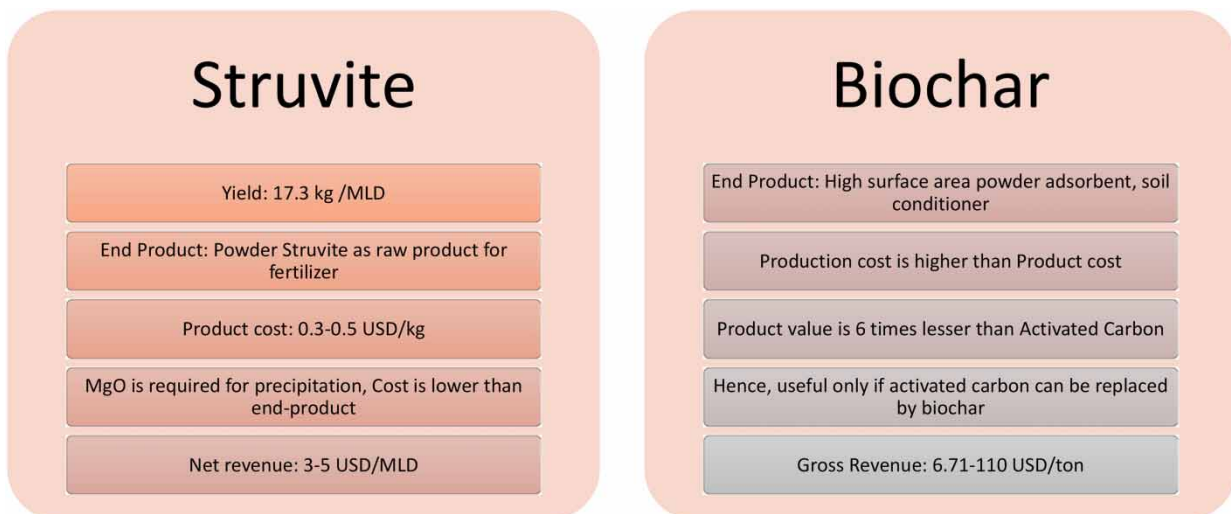 Struvite
Yield: 17.3 kg /MLD
End Product: Powder Struvite as raw product for
fertilizer
Product cost: 0.3-0.5 USD/kg
MgO is required for precipitation, Cost is lower than
end-product
Net revenue: 3-5 USD/MLD
Biochar
End Product: High surface area powder adsorbent, soil
conditioner
Production cost is higher than Product cost
Product value is 6 times lesser than Activated Carbon
Hence, useful only if activated carbon can be replaced
by biochar
Gross Revenue: 6.71-110 USD/ton